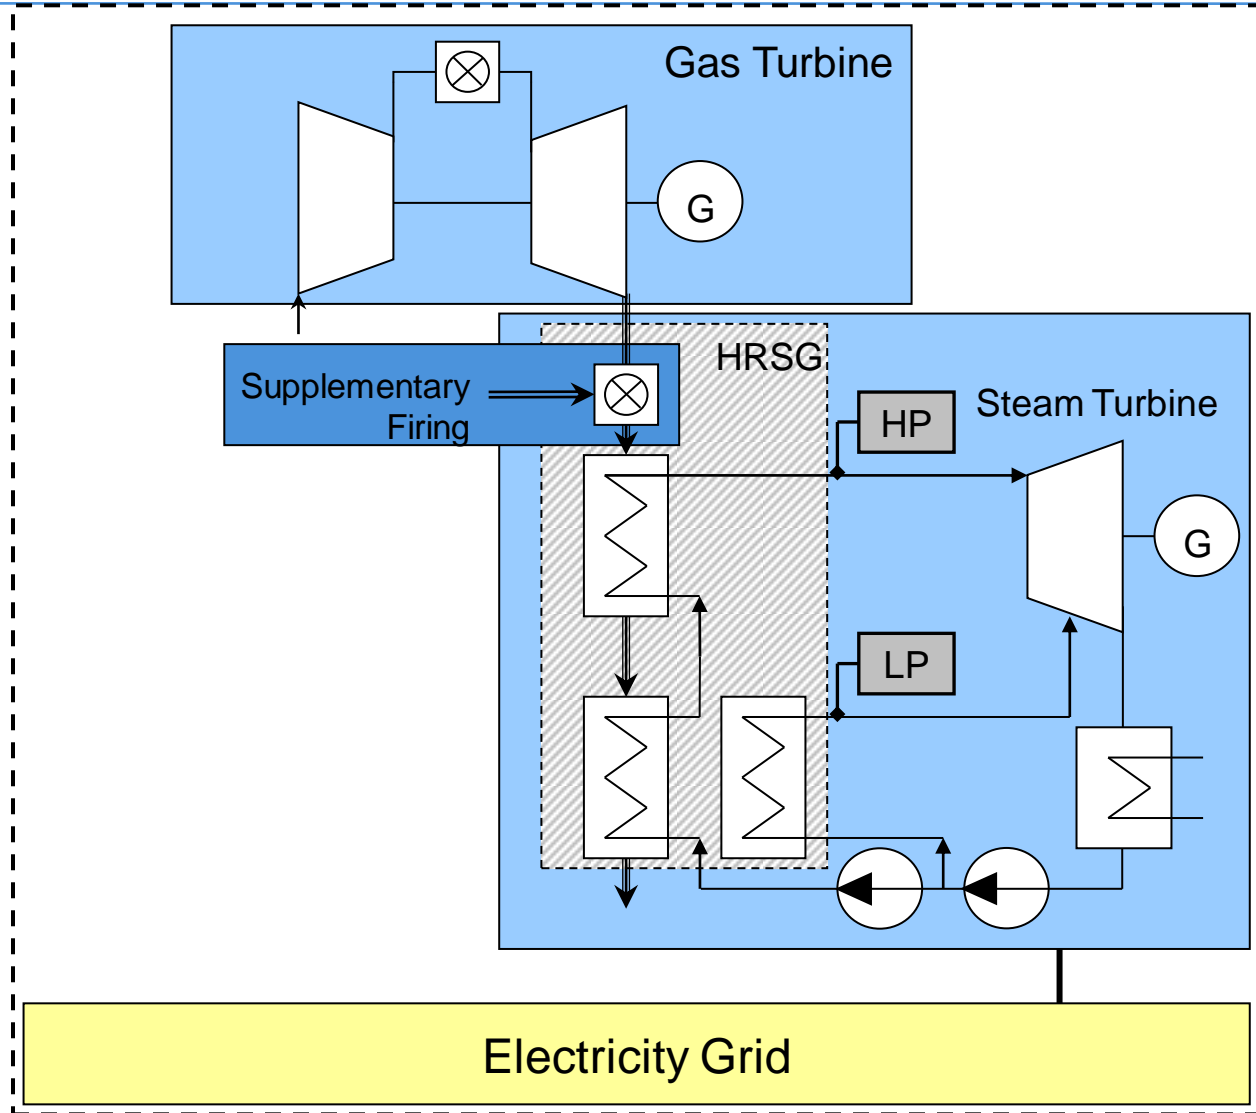 Gas Turbine
G
HRSG
Supplementary
Firing
HP
Steam Turbine
G
LP
Electricity Grid